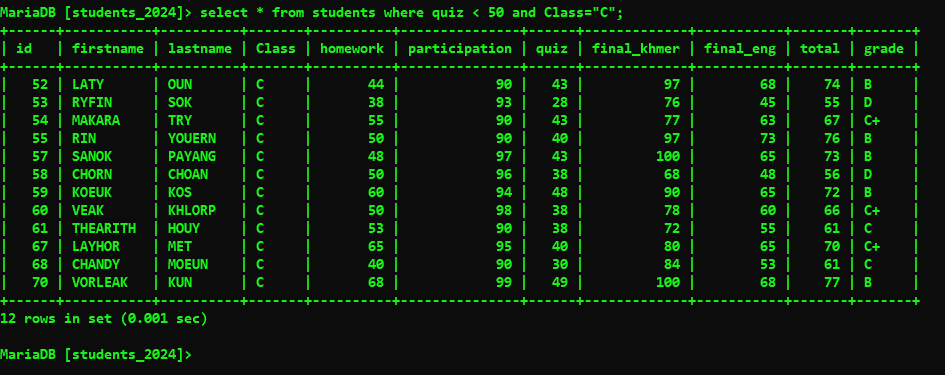 MariaDB [students_2024]> select * from students where quiz < 50 and Class="C";
+------+-----------+----------+-------+----------+---------------+------+-------------+-----------+-------+-------+
| id   | firstname | lastname | Class | homework | participation | quiz | final_khmer | final_eng | total | grade |
+------+-----------+----------+-------+----------+---------------+------+-------------+-----------+-------+-------+
|   52 | LATY      | OUN      | C     |       44 |            90 |   43 |          97 |        68 |    74 | B     |
|   53 | RYFIN     | SOK      | C     |       38 |            93 |   28 |          76 |        45 |    55 | D     |
|   54 | MAKARA    | TRY      | C     |       55 |            90 |   43 |          77 |        63 |    67 | C+    |
|   55 | RIN       | YOUERN   | C     |       50 |            90 |   40 |          97 |        73 |    76 | B     |
|   57 | SANOK     | PAYANG   | C     |       48 |            97 |   43 |         100 |        65 |    73 | B     |
|   58 | CHORN     | CHOAN    | C     |       50 |            96 |   38 |          68 |        48 |    56 | D     |
|   59 | KOEUK     | KOS      | C     |       60 |            94 |   48 |          90 |        65 |    72 | B     |
|   60 | VEAK      | KHLORP   | C     |       50 |            98 |   38 |          78 |        60 |    66 | C+    |
|   61 | THEARITH  | HOUY     | C     |       53 |            90 |   38 |          72 |        55 |    61 | C     |
|   67 | LAYHOR    | MET      | C     |       65 |            95 |   40 |          80 |        65 |    70 | C+    |
|   68 | CHANDY    | MOEUN    | C     |       40 |            90 |   30 |          84 |        53 |    61 | C     |
|   70 | VORLEAK   | KUN      | C     |       68 |            99 |   49 |         100 |        68 |    77 | B     |
+------+-----------+----------+-------+----------+---------------+------+-------------+-----------+-------+-------+
12 rows in set (0.001 sec)
MariaDB [students_2024]>